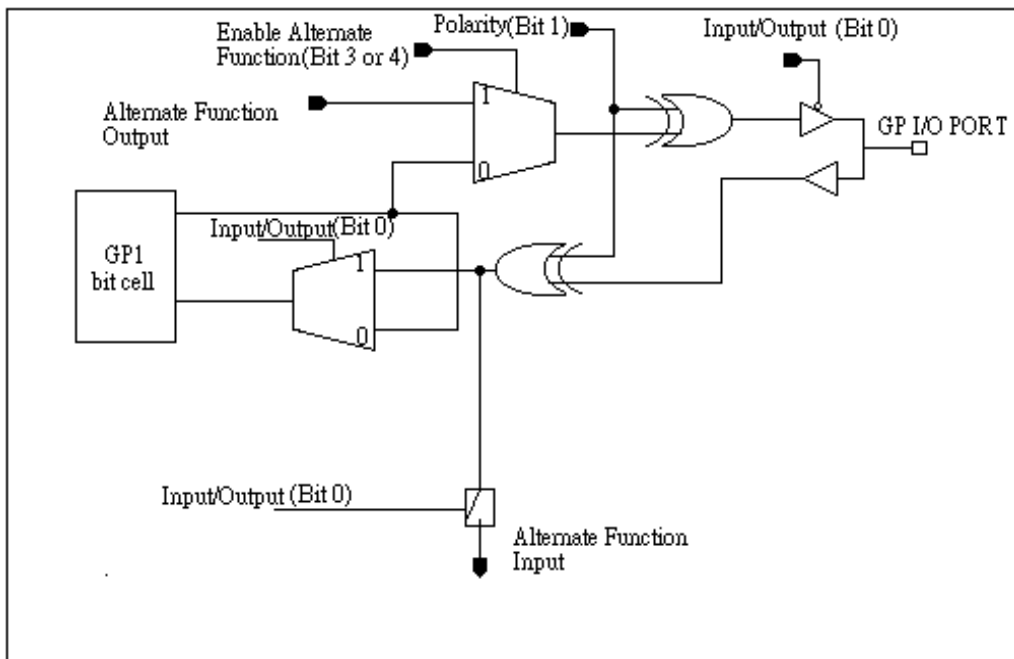 Enable Alternate
Function(Bit 3 or 4)
Polarity(Bit 1)
Input/Output (Bit 0)
Alternate Function
Output
1
0
GP I/O PORT
GP1
bit cell
Input/Output(Bit 0)
1
0
Input/Output (Bit 0)
Alternate Function
Input